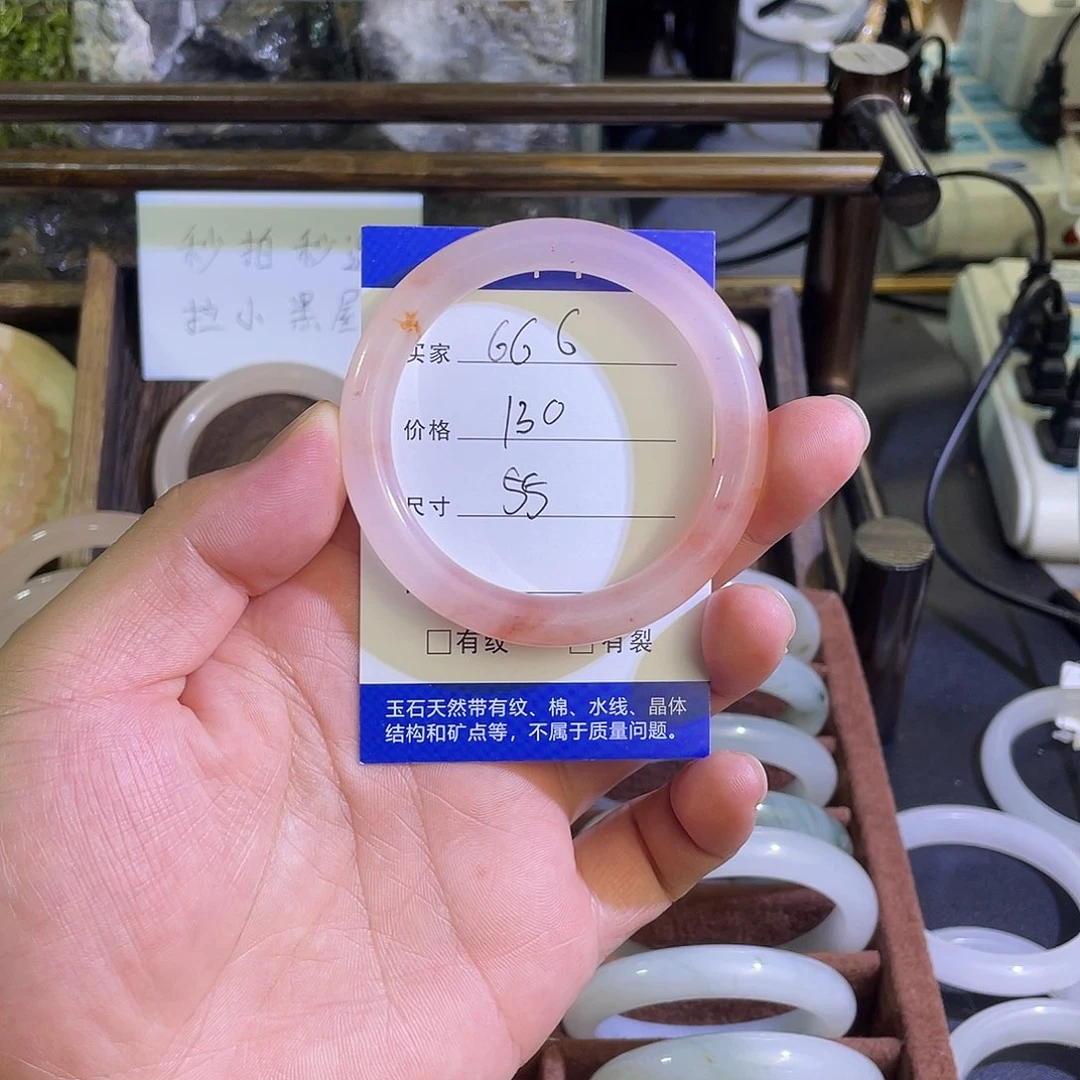 秒拍秒退
拉小黑屋
买家 666
价格 130
尺寸 55
□有纹 □有裂
玉石天然带有纹、棉、水线、晶体
结构和矿点等，不属于质量问题。